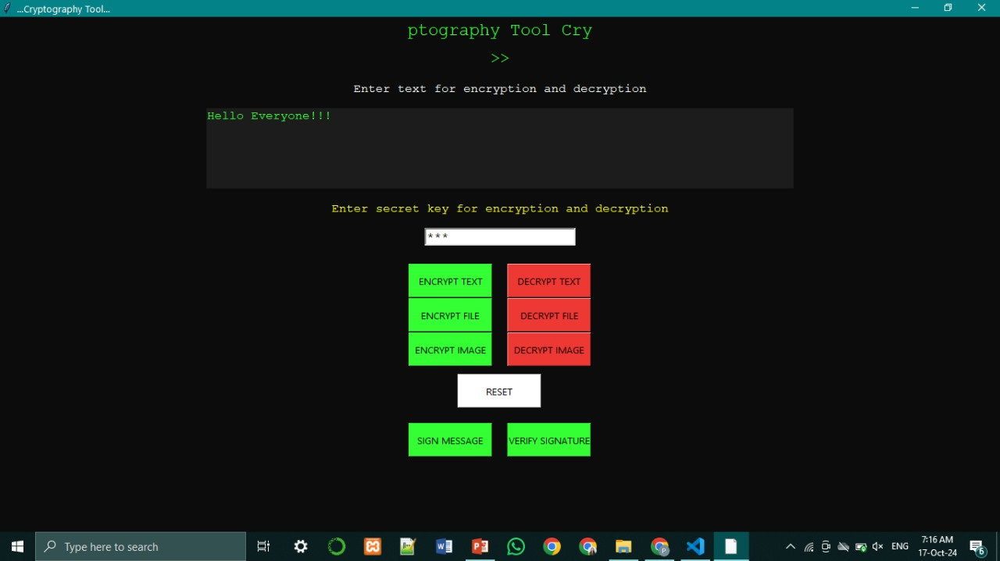 ...Cryptography Tool...
ptography Tool Cry
>>
Enter text for encryption and decryption
Hello Everyone!!!
Enter secret key for encryption and decryption
***
ENCRYPT TEXT DECRYPT TEXT
ENCRYPT FILE DECRYPT FILE
ENCRYPT IMAGE DECRYPT IMAGE
RESET
SIGN MESSAGE VERIFY SIGNATURE
Type here to search
ENG
7:16 AM
17-Oct-24
6